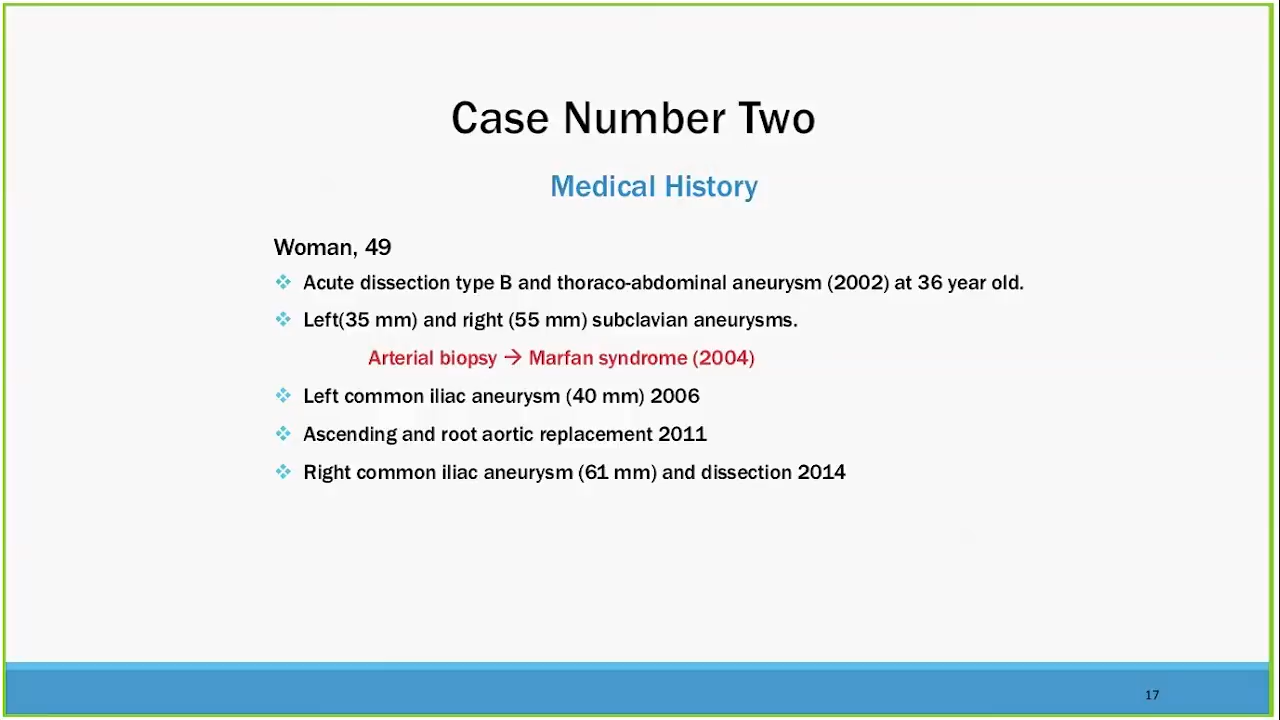 Case Number Two
Medical History
Woman, 49
❖ Acute dissection type B and thoraco-abdominal aneurysm (2002) at 36 year old.
❖ Left(35 mm) and right (55 mm) subclavian aneurysms.
Arterial biopsy → Marfan syndrome (2004)
❖ Left common iliac aneurysm (40 mm) 2006
❖ Ascending and root aortic replacement 2011
❖ Right common iliac aneurysm (61 mm) and dissection 2014
17